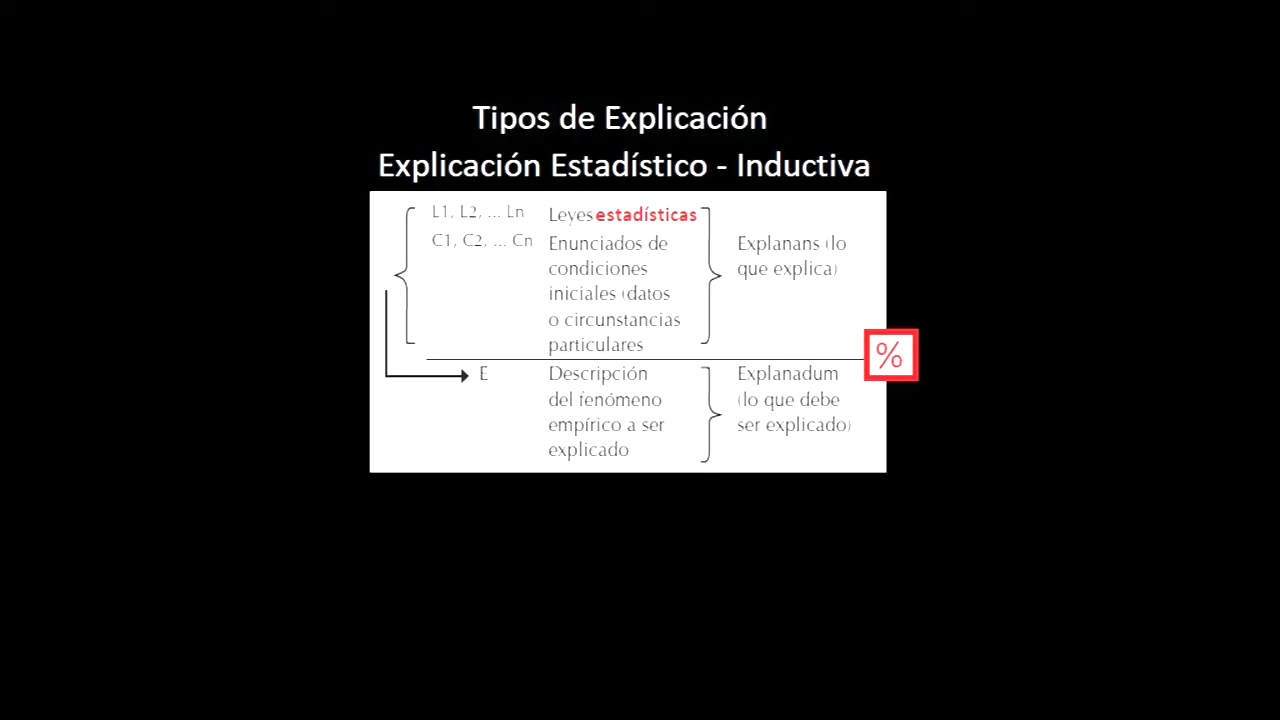 Tipos de Explicación
Explicación Estadístico - Inductiva
L1, L2, ... Ln Leyes estadísticas
C1, C2, ... Cn Enunciados de
condiciones
iniciales (datos
o circunstancias
particulares
Explanans (lo
que explica)
%
E Descripción
del fenómeno
empírico a ser
explicado
Explanadum
(lo que debe
ser explicado)